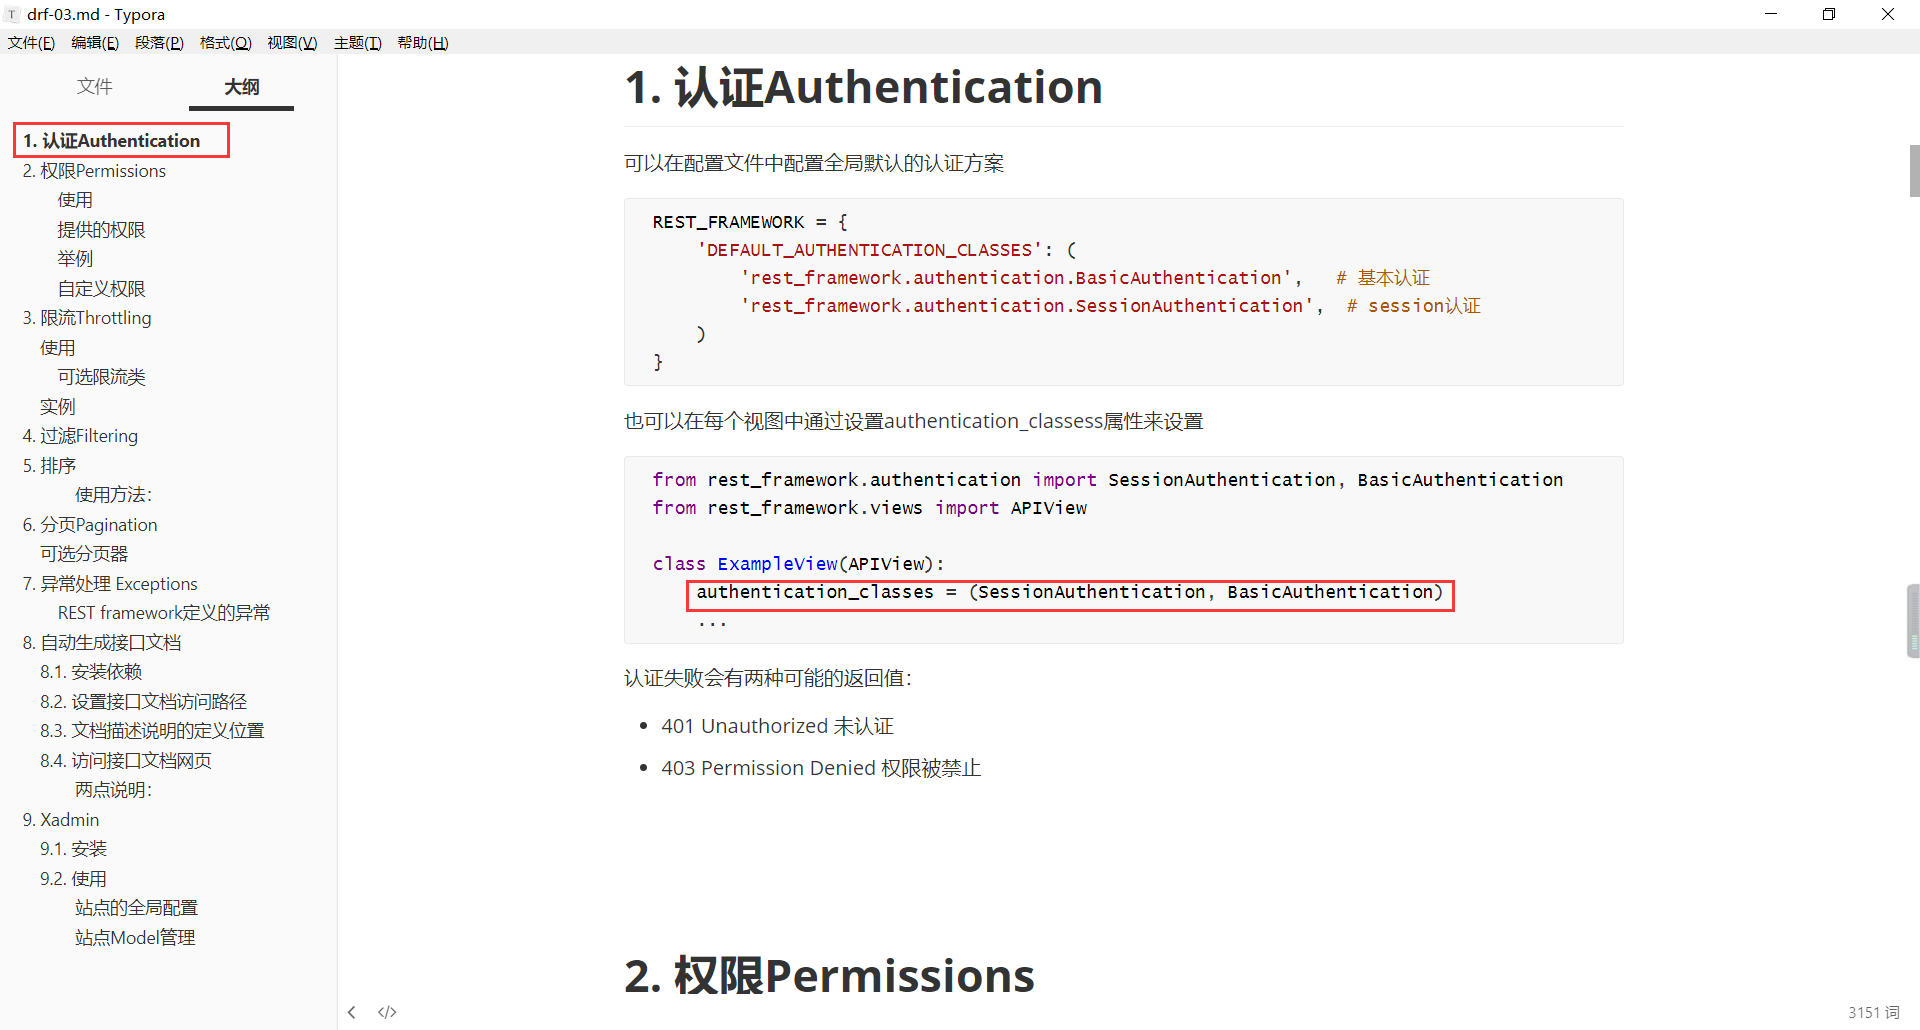 drf-03.md - Typora
文件(F) 编辑(E) 段落(P) 格式(O) 视图(V) 主题(T) 帮助(H)
文件 大纲
1. 认证Authentication
2. 权限Permissions
使用
提供的权限
举例
自定义权限
3. 限流Throttling
使用
可选限流类
实例
4. 过滤Filtering
5. 排序
使用方法：
6. 分页Pagination
可选分页器
7. 异常处理 Exceptions
REST framework定义的异常
8. 自动生成接口文档
8.1. 安装依赖
8.2. 设置接口文档访问路径
8.3. 文档描述说明的定义位置
8.4. 访问接口文档网页
两点说明：
9. Xadmin
9.1. 安装
9.2. 使用
站点的全局配置
站点Model管理
1. 认证Authentication
可以在配置文件中配置全局默认的认证方案
REST_FRAMEWORK = {
    'DEFAULT_AUTHENTICATION_CLASSES': (
        'rest_framework.authentication.BasicAuthentication',   # 基本认证
        'rest_framework.authentication.SessionAuthentication',  # session认证
    )
}
也可以在每个视图中通过设置authentication_classess属性来设置
from rest_framework.authentication import SessionAuthentication, BasicAuthentication
from rest_framework.views import APIView
class ExampleView(APIView):
    authentication_classes = (SessionAuthentication, BasicAuthentication)
    ...
认证失败会有两种可能的返回值：
• 401 Unauthorized 未认证
• 403 Permission Denied 权限被禁止
2. 权限Permissions
3151 词